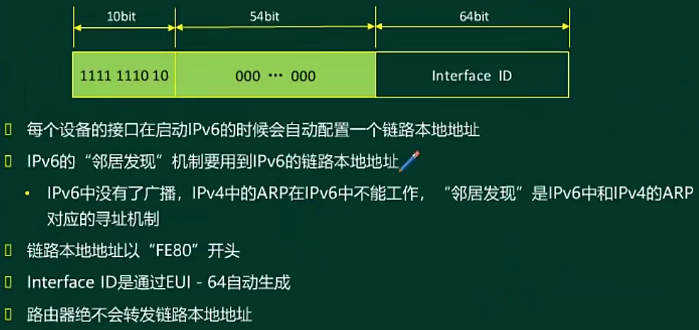 10bit 54bit 64bit
1111 1110 10 000 ··· 000 Interface ID
每个设备的接口在启动IPv6的时候会自动配置一个链路本地地址
IPv6的“邻居发现”机制要用到IPv6的链路本地地址
• IPv6中没有了广播，IPv4中的ARP在IPv6中不能工作，“邻居发现”是IPv6中和IPv4的ARP
对应的寻址机制
链路本地地址以“FE80”开头
Interface ID是通过EUI - 64自动生成
路由器绝不会转发链路本地地址